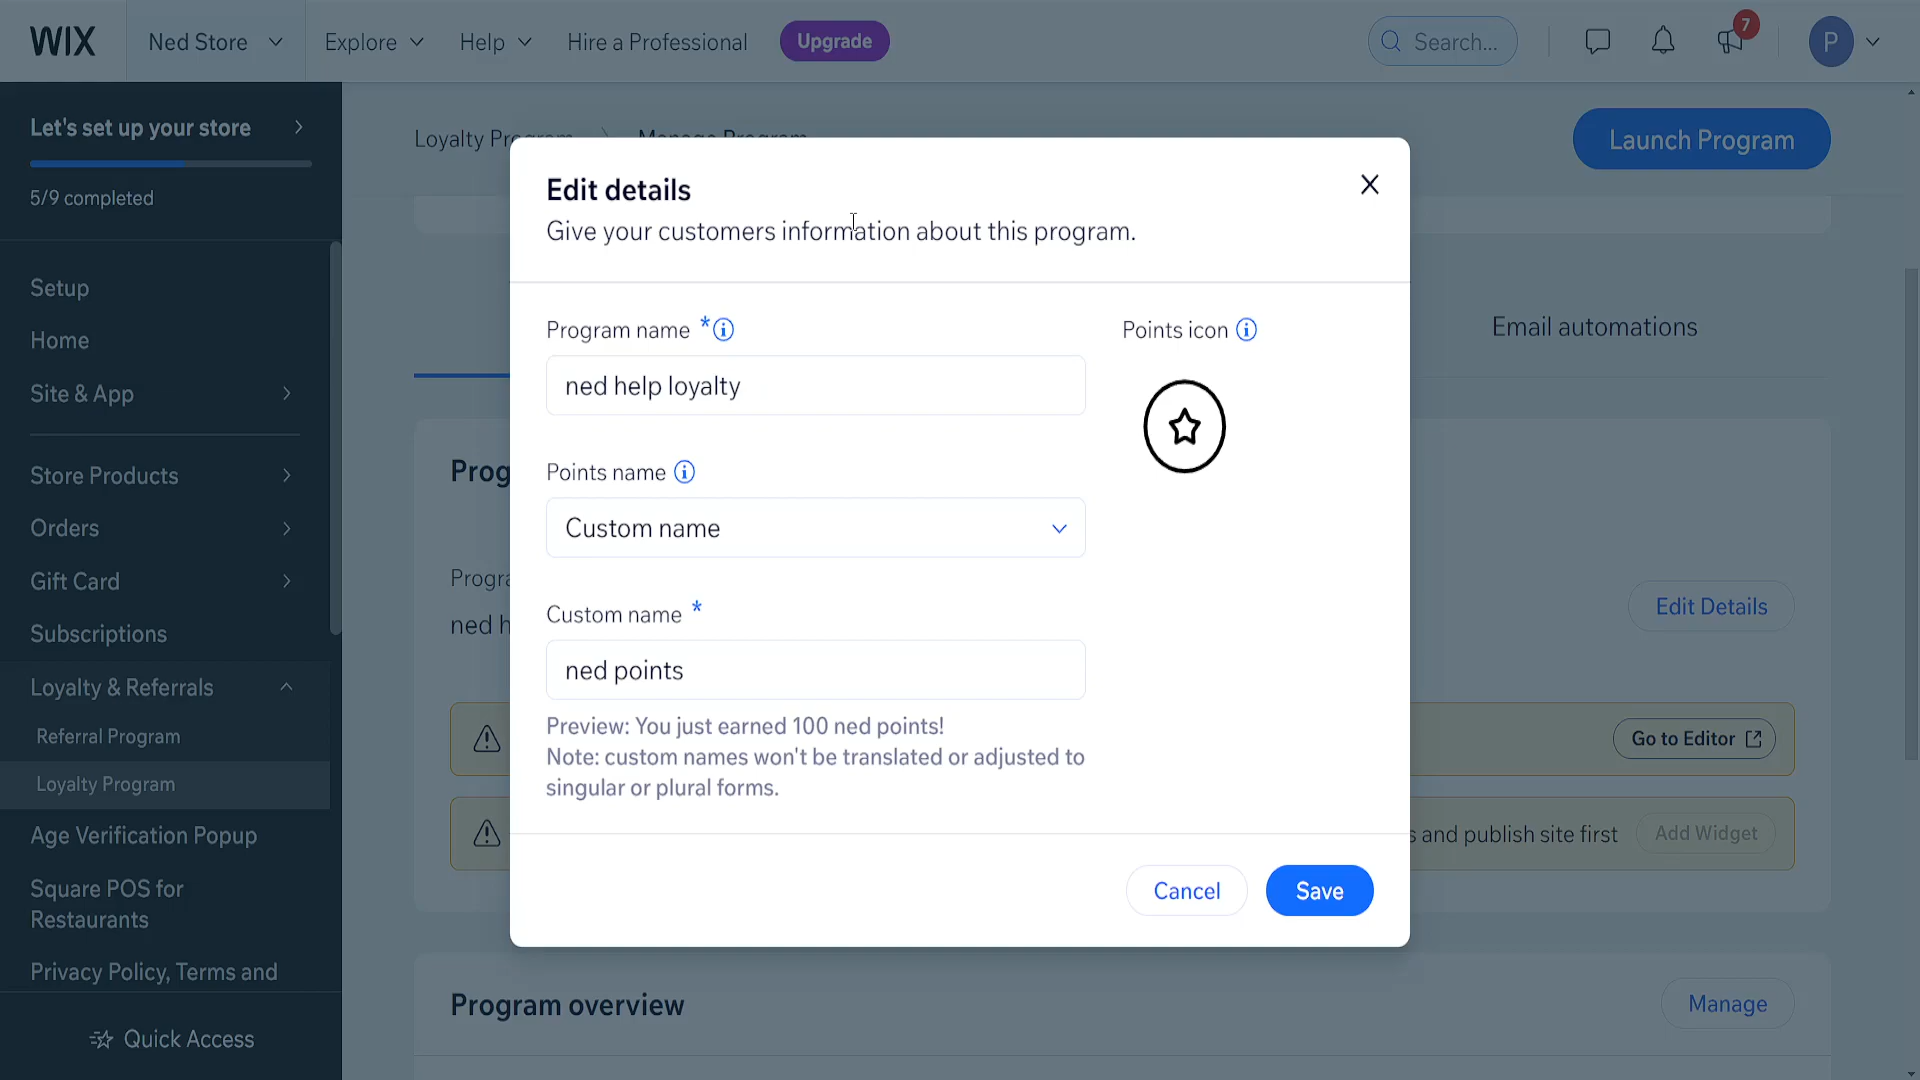 WIX
Ned Store
Explore
Help
Hire a Professional
Upgrade
Search...
7
P
Let's set up your store
5/9 completed
Setup
Home
Site & App
Store Products
Orders
Gift Card
Subscriptions
Loyalty & Referrals
Referral Program
Loyalty Program
Age Verification Popup
Square POS for
Restaurants
Privacy Policy, Terms and
Quick Access
Loyalty Program
Manage Program
Launch Program
Edit details
Give your customers information about this program.
Program name *
ned help loyalty
Points icon
Points name
Custom name
Custom name *
ned points
Preview: You just earned 100 ned points!
Note: custom names won't be translated or adjusted to
singular or plural forms.
Cancel
Save
Email automations
Prog
Progra
ned h
Edit Details
Go to Editor
and publish site first
Add Widget
Program overview
Manage